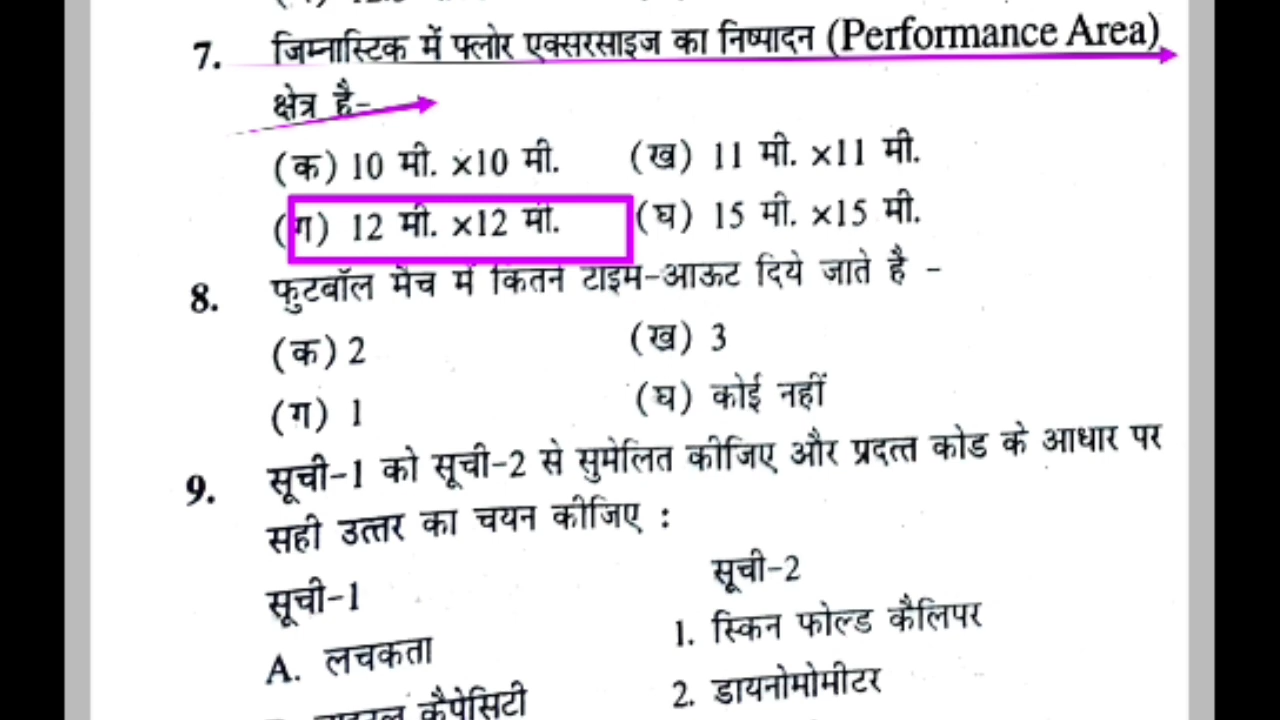 7. जिम्नास्टिक में फ्लोर एक्सरसाइज का निष्पादन (Performance Area)
क्षेत्र है-
(क) 10 मी. ×10 मी. (ख) 11 मी. ×11 मी.
(ग) 12 मी. ×12 मी. (घ) 15 मी. ×15 मी.
8. फुटबॉल मैच में कितने टाइम-आऊट दिये जाते है -
(क) 2 (ख) 3
(ग) 1 (घ) कोई नहीं
9. सूची-1 को सूची-2 से सुमेलित कीजिए और प्रदत्त कोड के आधार पर
सही उत्तर का चयन कीजिए :
सूची-1 सूची-2
A. लचकता 1. स्किन फोल्ड कैलिपर
कैपेसिटी 2. डायनोमोमीटर